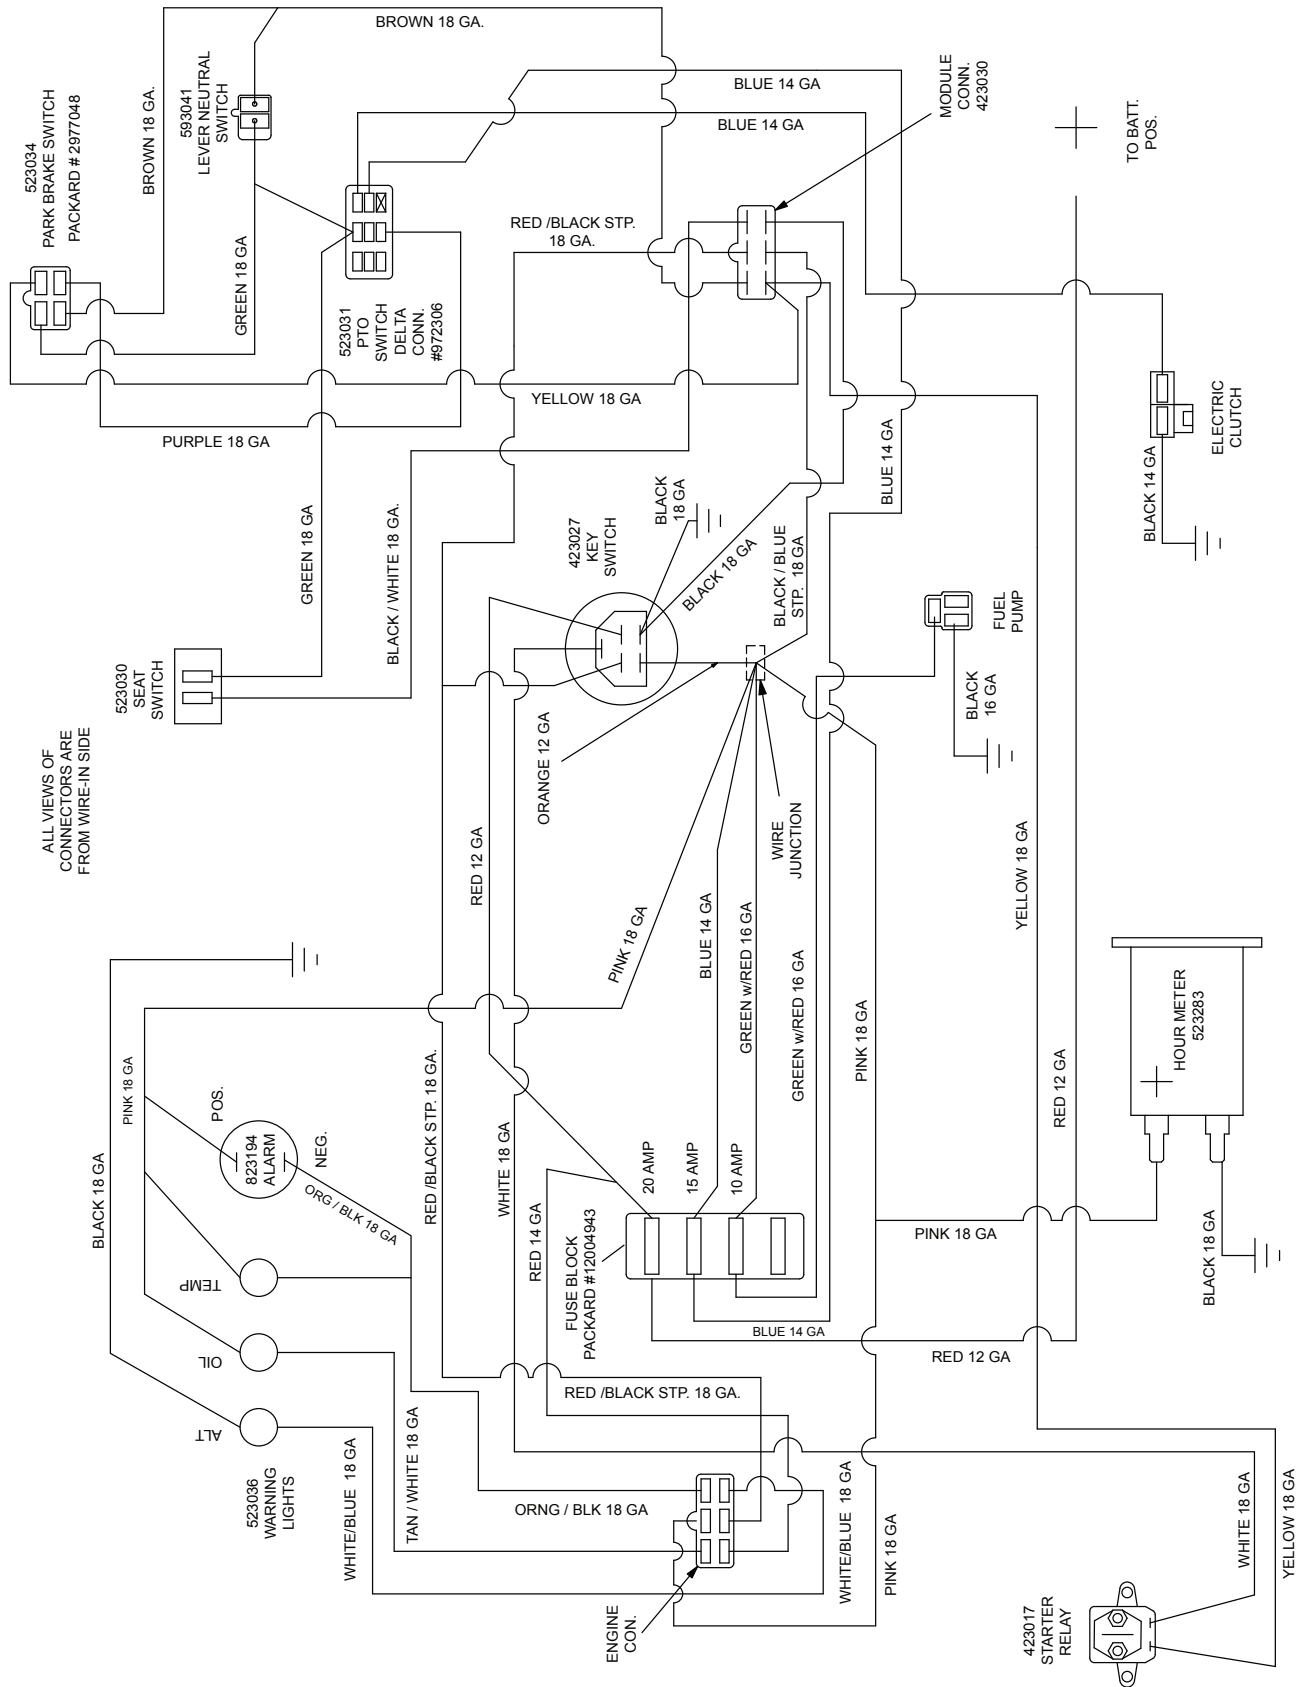 BROWN 18 GA.
523034
PARK BRAKE SWITCH
PACKARD # 2977048
BROWN 18 GA.
593041
LEVER NEUTRAL
SWITCH
BLUE 14 GA
BLUE 14 GA
MODULE
CONN.
423030
TO BATT.
POS.
GREEN 18 GA
RED /BLACK STP.
18 GA.
523031
PTO
SWITCH
DELTA
CONN.
#972306
YELLOW 18 GA
PURPLE 18 GA
ELECTRIC
CLUTCH
BLACK 14 GA
BLUE 14 GA
BLACK
18 GA
423027
KEY
SWITCH
GREEN 18 GA
BLACK / WHITE 18 GA.
BLACK 18 GA
BLACK / BLUE
STP. 18 GA
FUEL
PUMP
BLACK
16 GA
523030
SEAT
SWITCH
ORANGE 12 GA
ALL VIEWS OF
CONNECTORS ARE
FROM WIRE-IN SIDE
RED 12 GA
WIRE
JUNCTION
YELLOW 18 GA
PINK 18 GA
BLUE 14 GA
GREEN w/RED 16 GA
GREEN w/RED 16 GA
PINK 18 GA
RED 12 GA
HOUR METER
523283
PINK 18 GA
POS.
823194
ALARM
NEG.
BLACK 18 GA
ORG / BLK 18 GA
RED /BLACK STP. 18 GA.
WHITE 18 GA
20 AMP
15 AMP
10 AMP
RED 14 GA
FUSE BLOCK
PACKARD #12004943
PINK 18 GA
BLACK 18 GA
TEMP
OIL
ALT
BLUE 14 GA
RED 12 GA
RED /BLACK STP. 18 GA.
523036
WARNING
LIGHTS
WHITE/BLUE 18 GA
TAN / WHITE 18 GA
ORNG / BLK 18 GA
WHITE/BLUE 18 GA
PINK 18 GA
WHITE 18 GA
YELLOW 18 GA
ENGINE
CON.
423017
STARTER
RELAY